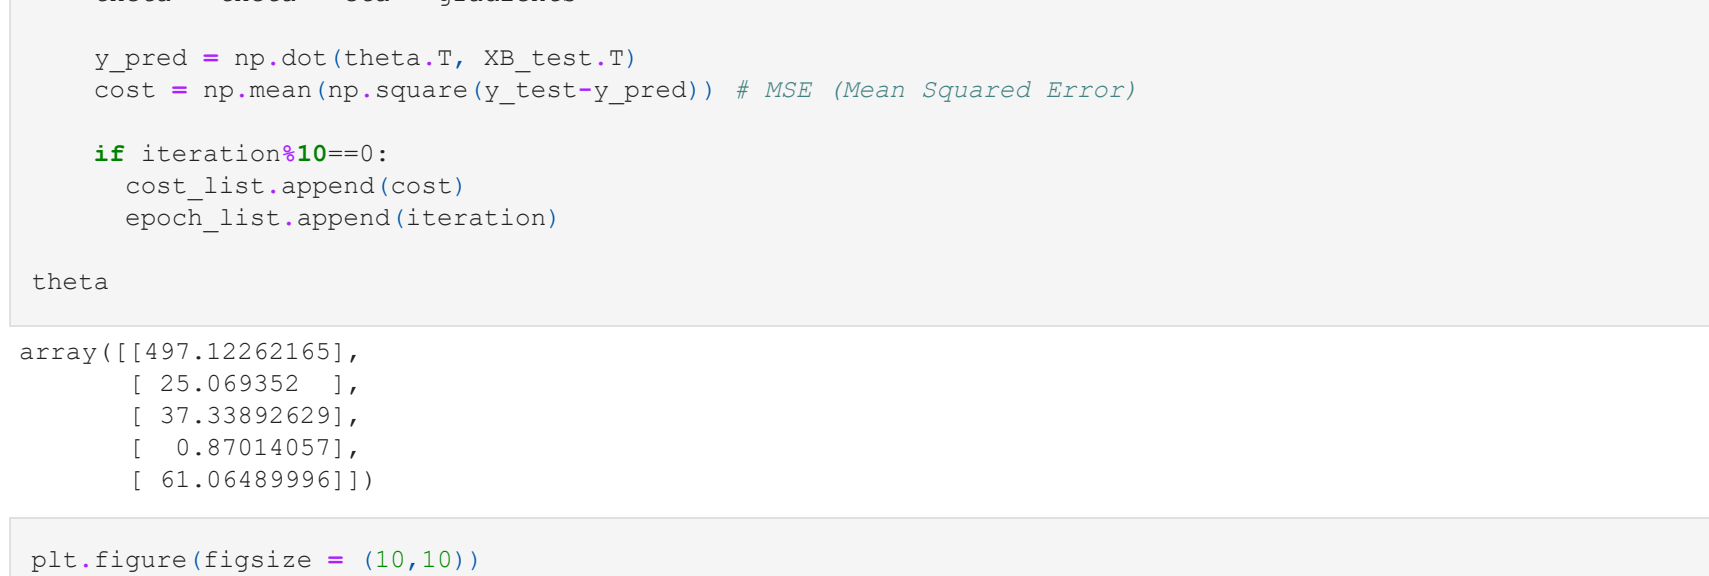 y_pred = np.dot(theta.T, XB_test.T)
cost = np.mean(np.square(y_test-y_pred)) # MSE (Mean Squared Error)
if iteration%10==0:
cost_list.append(cost)
epoch_list.append(iteration)
theta
array([[497.12262165],
[ 25.069352  ],
[ 37.33892629],
[  0.87014057],
[ 61.06489996]])
plt.figure(figsize = (10,10))